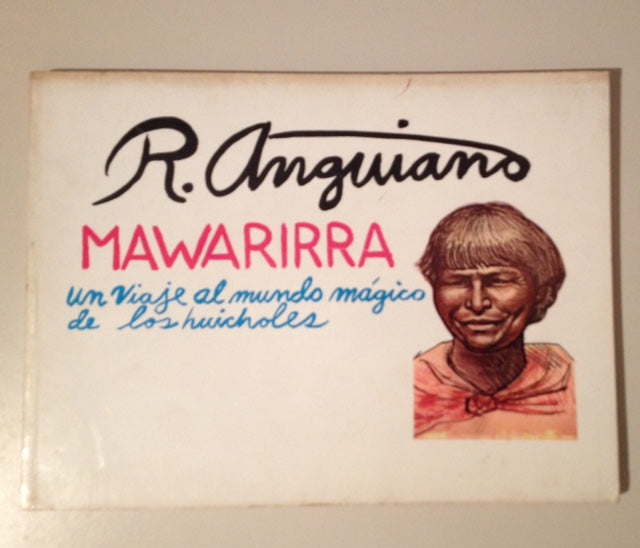 R. Anguiano
MAWARIRRA
un viaje al mundo mágico
de los huicholes